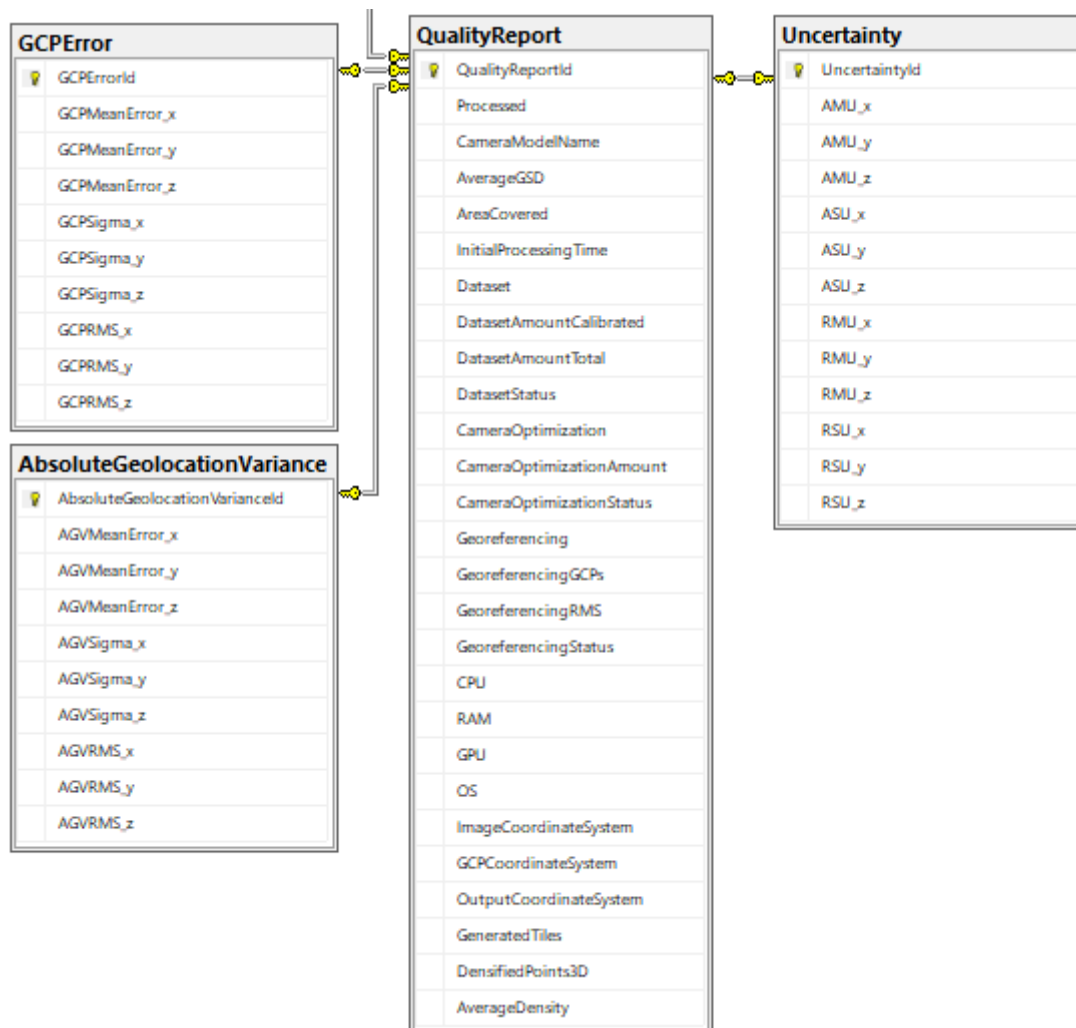 GCPError
GCPErrorId
GCPMeanError_x
GCPMeanError_y
GCPMeanError_z
GCPSigma_x
GCPSigma_y
GCPSigma_z
GCPRMS_x
GCPRMS_y
GCPRMS_z
AbsoluteGeolocationVariance
AbsoluteGeolocationVarianceId
AGVMeanError_x
AGVMeanError_y
AGVMeanError_z
AGVSigma_x
AGVSigma_y
AGVSigma_z
AGVRMS_x
AGVRMS_y
AGVRMS_z
QualityReport
QualityReportId
Processed
CameraModelName
AverageGSD
AreaCovered
InitialProcessingTime
Dataset
DatasetAmountCalibrated
DatasetAmountTotal
DatasetStatus
CameraOptimization
CameraOptimizationAmount
CameraOptimizationStatus
Georeferencing
GeoreferencingGCPs
GeoreferencingRMS
GeoreferencingStatus
CPU
RAM
GPU
OS
ImageCoordinateSystem
GCPCoordinateSystem
OutputCoordinateSystem
GeneratedTiles
DensifiedPoints3D
AverageDensity
Uncertainty
UncertaintyId
AMU_x
AMU_y
AMU_z
ASU_x
ASU_y
ASU_z
RMU_x
RMU_y
RMU_z
RSU_x
RSU_y
RSU_z